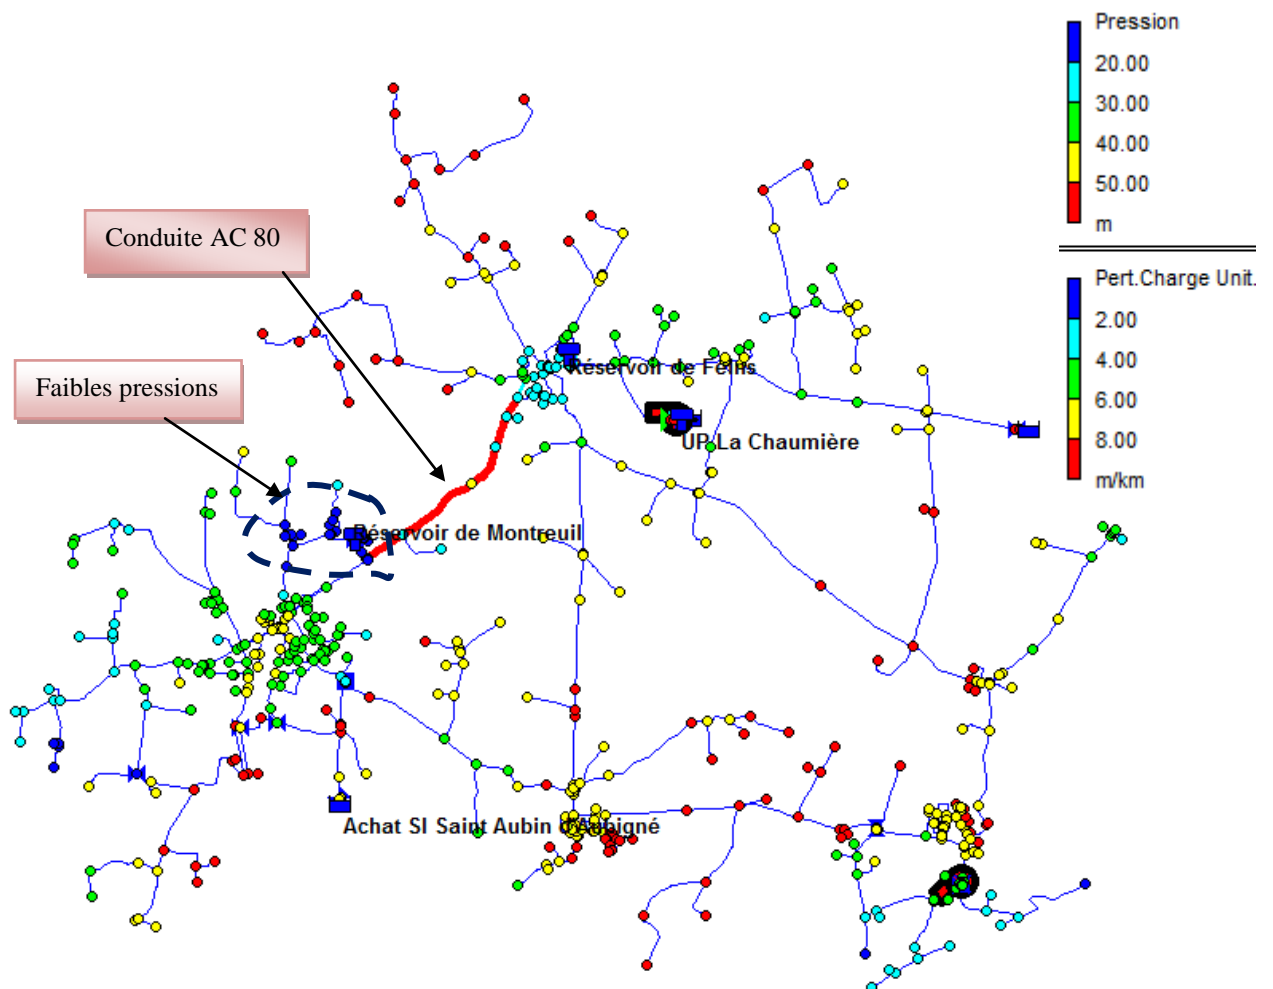 Pression
20.00
30.00
40.00
50.00
m
Conduite AC 80
Pert.Charge Unit.
2.00
4.00
6.00
8.00
m/km
Faibles pressions
Réservoir de Feins
UP La Chaumière
Réservoir de Montreuil
Achat SI Saint Aubin d'Aubigné